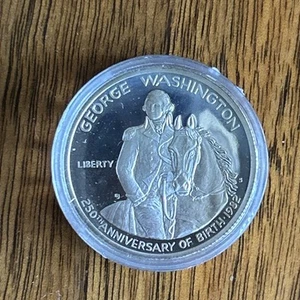 GEORGE WASHINGTON
LIBERTY
250TH ANNIVERSARY OF BIRTH 1982